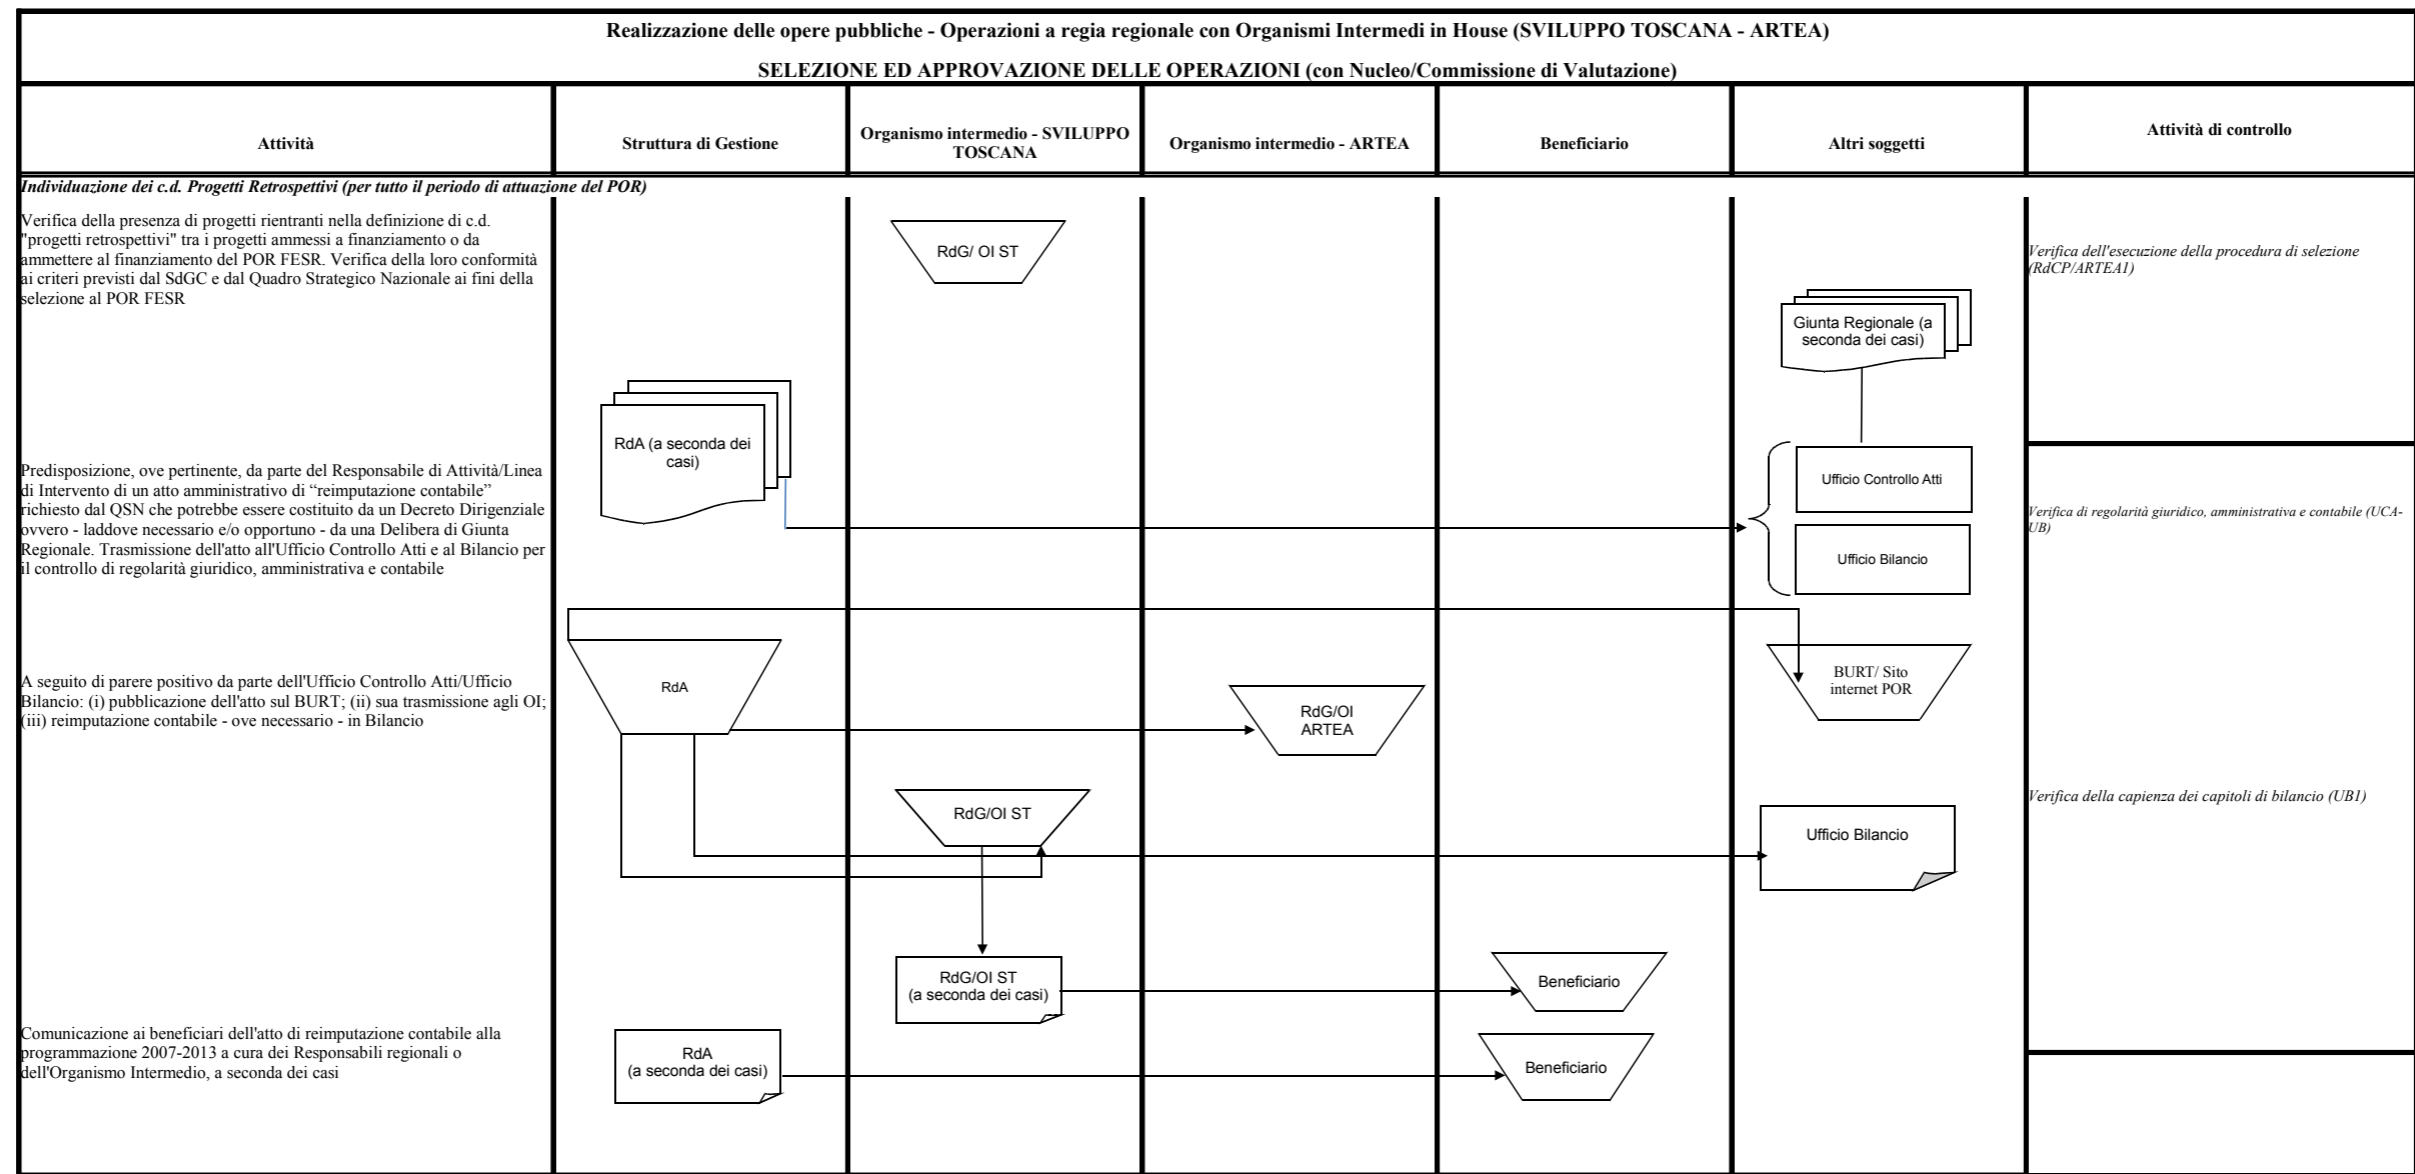 Realizzazione delle opere pubbliche - Operazioni a regia regionale con Organismi Intermedi in House (SVILUPPO TOSCANA - ARTEA)
SELEZIONE ED APPROVAZIONE DELLE OPERAZIONI (con Nucleo/Commissione di Valutazione)
Attività
Struttura di Gestione
Organismo intermedio - SVILUPPO
TOSCANA
Organismo intermedio - ARTEA
Beneficiario
Altri soggetti
Attività di controllo
Individuazione dei c.d. Progetti Retrospettivi (per tutto il periodo di attuazione del POR)
Verifica della presenza di progetti rientranti nella definizione di c.d.
"progetti retrospettivi" tra i progetti ammessi a finanziamento o da
ammettere al finanziamento del POR FESR. Verifica della loro conformità
ai criteri previsti dal SdGC e dal Quadro Strategico Nazionale ai fini della
selezione al POR FESR
RdG/ OI ST
Verifica dell'esecuzione della procedura di selezione
(RdCP/ARTEA1)
Giunta Regionale (a
seconda dei casi)
RdA (a seconda dei
casi)
Predisposizione, ove pertinente, da parte del Responsabile di Attività/Linea
di Intervento di un atto amministrativo di “reimputazione contabile”
richiesto dal QSN che potrebbe essere costituito da un Decreto Dirigenziale
ovvero - laddove necessario e/o opportuno - da una Delibera di Giunta
Regionale. Trasmissione dell'atto all'Ufficio Controllo Atti e al Bilancio per
il controllo di regolarità giuridico, amministrativa e contabile
Ufficio Controllo Atti
Ufficio Bilancio
Verifica di regolarità giuridico, amministrativa e contabile (UCA-
UB)
A seguito di parere positivo da parte dell'Ufficio Controllo Atti/Ufficio
Bilancio: (i) pubblicazione dell'atto sul BURT; (ii) sua trasmissione agli OI;
(iii) reimputazione contabile - ove necessario - in Bilancio
RdA
RdG/OI
ARTEA
BURT/ Sito
internet POR
RdG/OI ST
Ufficio Bilancio
Verifica della capienza dei capitoli di bilancio (UB1)
RdG/OI ST
(a seconda dei casi)
Beneficiario
Comunicazione ai beneficiari dell'atto di reimputazione contabile alla
programmazione 2007-2013 a cura dei Responsabili regionali o
dell'Organismo Intermedio, a seconda dei casi
RdA
(a seconda dei casi)
Beneficiario